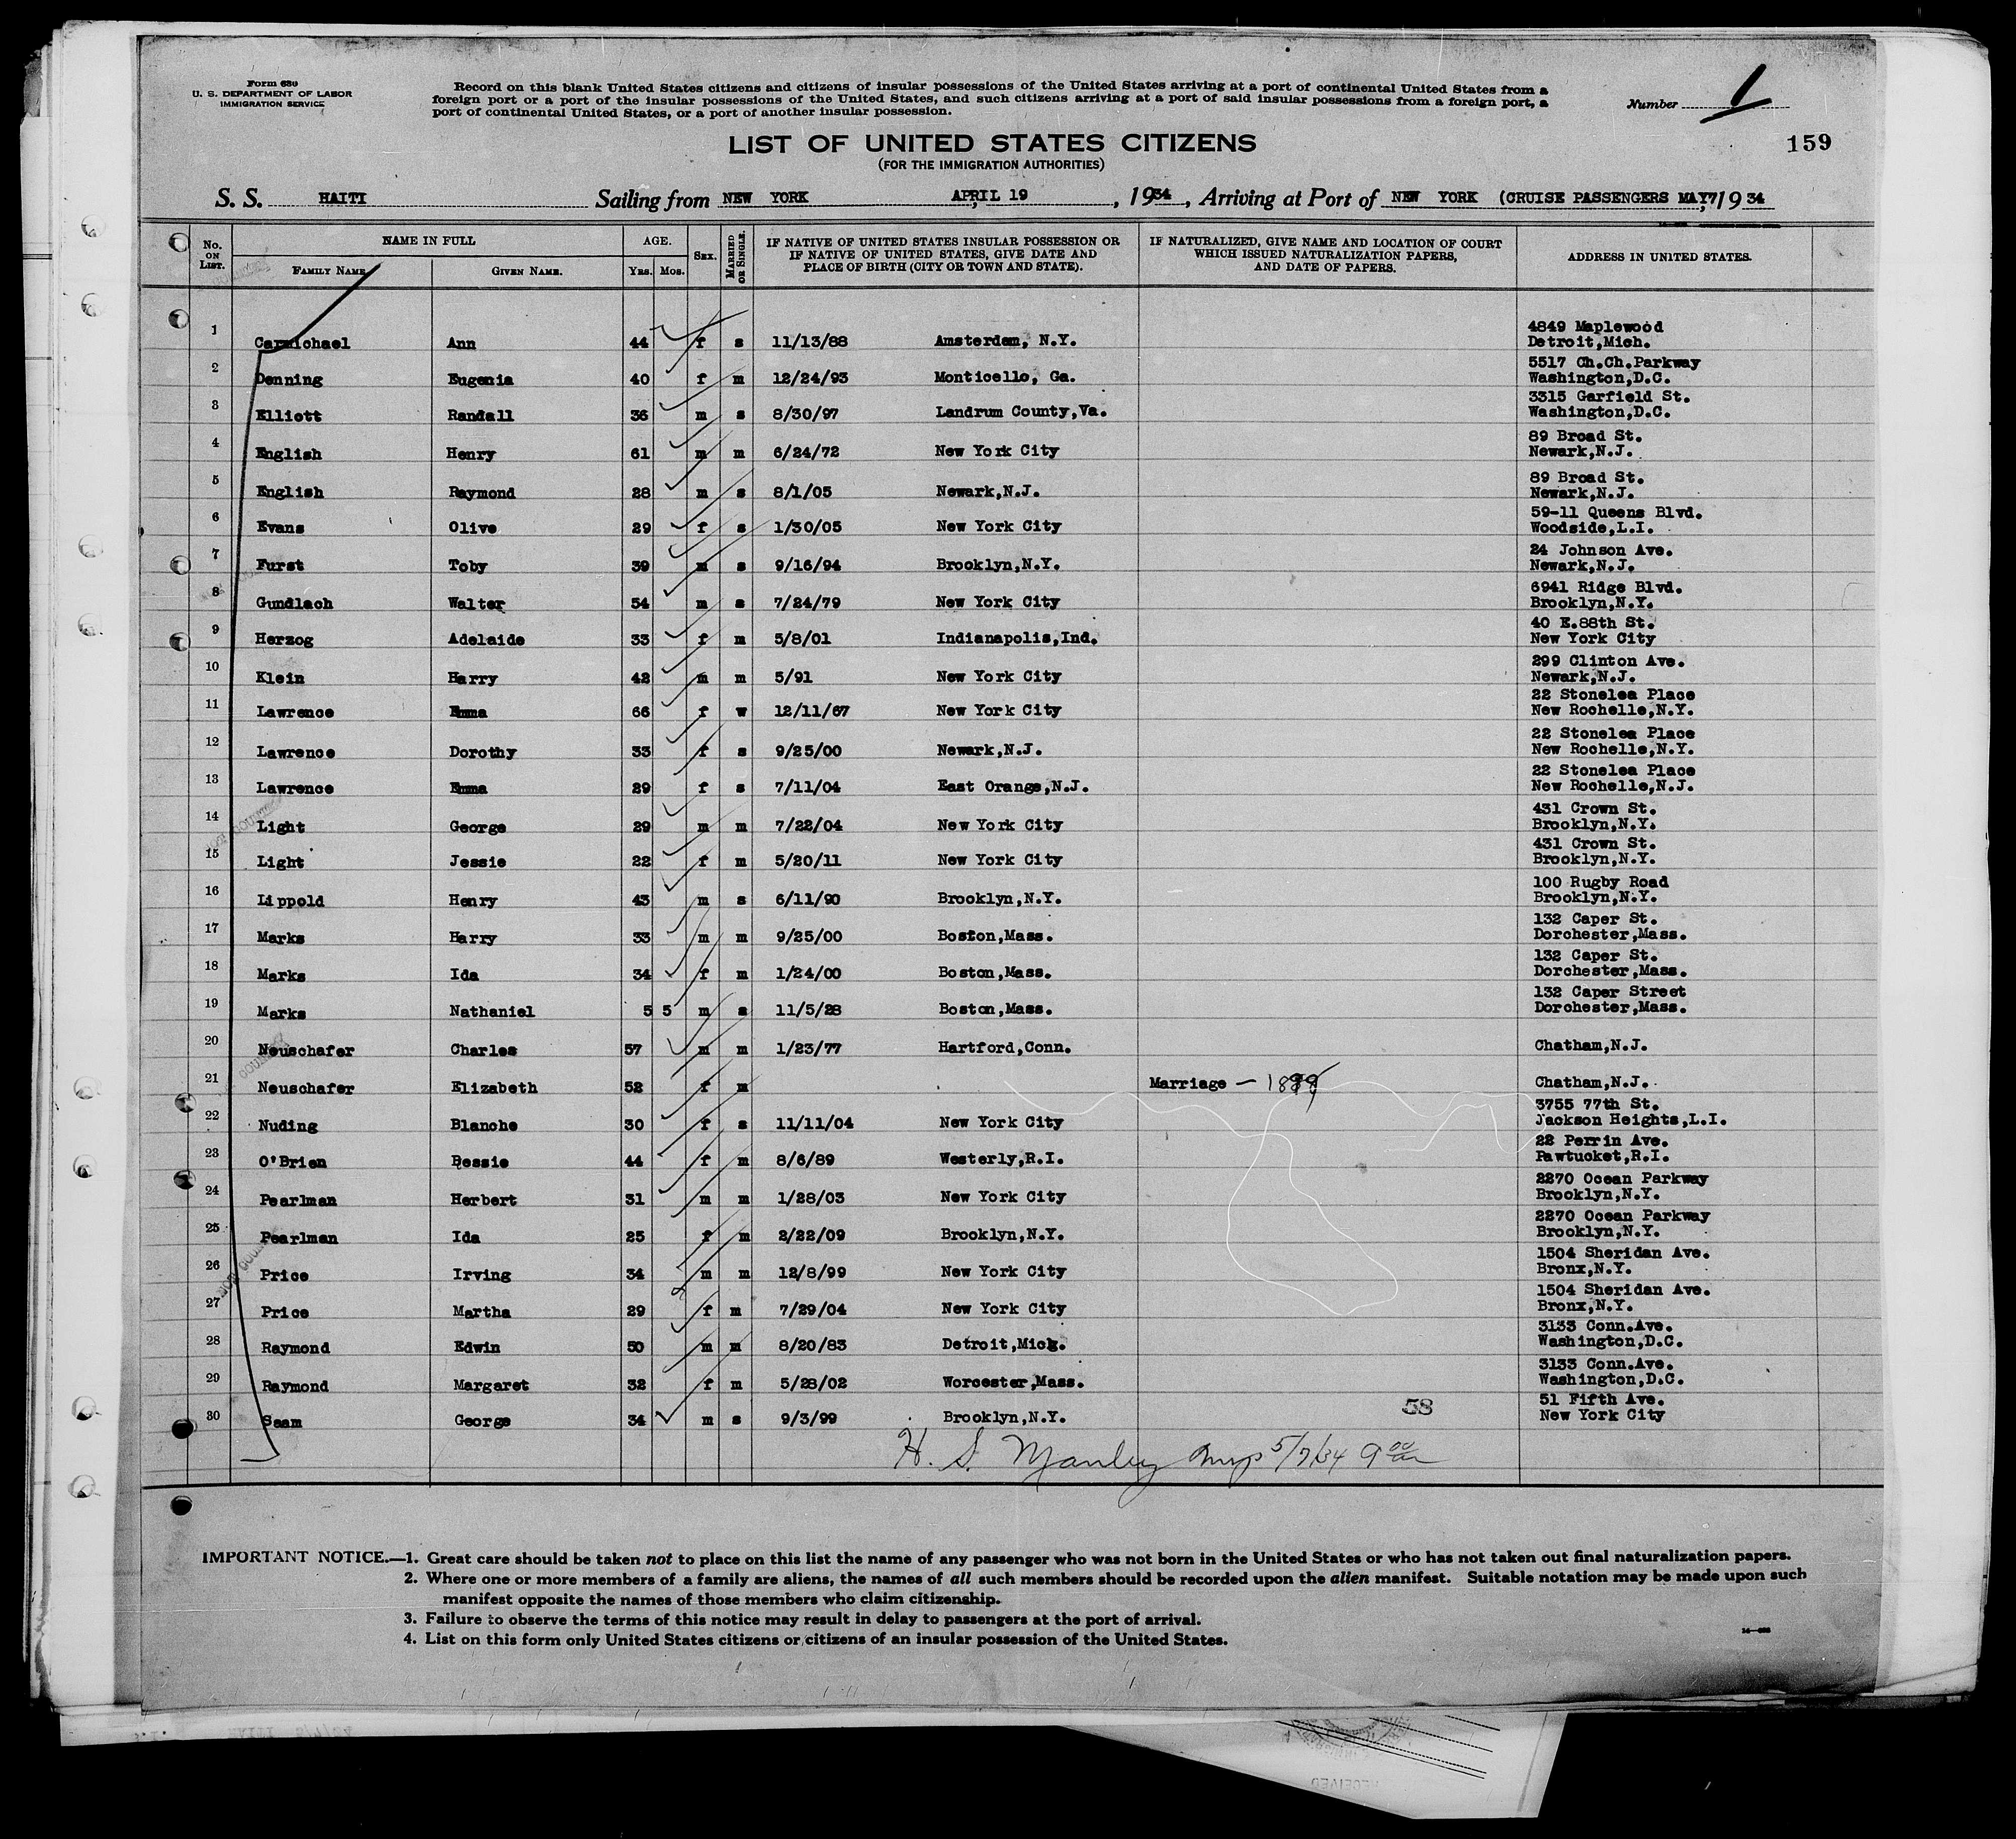 Form 630
U. S. DEPARTMENT OF LABOR
IMMIGRATION SERVICE
Record on this blank United States citizens and citizens of insular possessions of the United States arriving at a port of continental United States from a
foreign port or a port of the insular possessions of the United States, and such citizens arriving at a port of said insular possessions from a foreign port, a
port of continental United States, or a port of another insular possession.
Number 1
LIST OF UNITED STATES CITIZENS
(FOR THE IMMIGRATION AUTHORITIES)
159
S. S. HAITI Sailing from NEW YORK APRIL 19, 1934, Arriving at Port of NEW YORK (CRUISE PASSENGERS MAY 7, 1934
No. ON LIST. NAME IN FULL AGE. SEX. MARRIED OR SINGLE. IF NATIVE OF UNITED STATES INSULAR POSSESSION OR IF NATIVE OF UNITED STATES, GIVE DATE AND PLACE OF BIRTH (CITY OR TOWN AND STATE). IF NATURALIZED, GIVE NAME AND LOCATION OF COURT WHICH ISSUED NATURALIZATION PAPERS, AND DATE OF PAPERS. ADDRESS IN UNITED STATES.
FAMILY NAME GIVEN NAME. YRS. MOS.
1 Carmichael Ann 44 f s 11/13/88 Amsterdam, N.Y. 4849 Maplewood Detroit,Mich.
2 Denning Eugenia 40 f m 12/24/93 Monticello, Ga. 5517 Ch.Ch.Parkway Washington,D.C.
3 Elliott Randall 36 m s 8/30/97 Landrum County,Va. 3315 Garfield St. Washington,D.C.
4 English Henry 61 m m 6/24/72 New York City 89 Broad St. Newark,N.J.
5 English Raymond 28 m s 8/1/05 Newark,N.J. 89 Broad St. Newark,N.J.
6 Evans Olive 29 f s 1/30/05 New York City 59-11 Queens Blvd. Woodside,L.I.
7 Furst Toby 39 m s 9/16/94 Brooklyn,N.Y. 24 Johnson Ave. Newark,N.J.
8 Gundlach Walter 54 m s 7/24/79 New York City 6941 Ridge Blvd. Brooklyn,N.Y.
9 Herzog Adelaide 33 f m 5/8/01 Indianapolis,Ind. 40 E.88th St. New York City
10 Klein Harry 42 m m 5/91 New York City 299 Clinton Ave. Newark,N.J.
11 Lawrence Emma 66 f w 12/11/67 New York City 22 Stonelea Place New Rochelle,N.Y.
12 Lawrence Dorothy 33 f s 9/25/00 Newark,N.J. 22 Stonelea Place New Rochelle,N.Y.
13 Lawrence Emma 29 f s 7/11/04 East Orange,N.J. 22 Stonelea Place New Rochelle,N.J.
14 Light George 29 m m 7/22/04 New York City 431 Crown St. Brooklyn,N.Y.
15 Light Jessie 22 f m 5/20/11 New York City 431 Crown St. Brooklyn,N.Y.
16 Lippold Henry 43 m s 6/11/90 Brooklyn,N.Y. 100 Rugby Road Brooklyn,N.Y.
17 Marks Harry 33 m m 9/25/00 Boston,Mass. 132 Caper St. Dorchester,Mass.
18 Marks Ida 34 f m 1/24/00 Boston,Mass. 132 Caper St. Dorchester,Mass.
19 Marks Nathaniel 5 5 m s 11/5/28 Boston,Mass. 132 Caper Street Dorchester,Mass.
20 Neuschafer Charles 57 m m 1/23/77 Hartford,Conn. Chatham,N.J.
21 Neuschafer Elizabeth 52 f m Marriage — Chatham,N.J.
22 Nuding Blanche 30 f s 11/11/04 New York City 3755 77th St. Jackson Heights,L.I.
23 O'Brien Bessie 44 f m 8/6/89 Westerly,R.I. 22 Perrin Ave. Pawtucket,R.I.
24 Pearlman Herbert 31 m m 1/28/03 New York City 2270 Ocean Parkway Brooklyn,N.Y.
25 Pearlman Ida 25 f m 2/22/09 Brooklyn,N.Y. 2270 Ocean Parkway Brooklyn,N.Y.
26 Price Irving 34 m m 12/8/99 New York City 1504 Sheridan Ave. Bronx,N.Y.
27 Price Martha 29 f m 7/29/04 New York City 1504 Sheridan Ave. Bronx,N.Y.
28 Raymond Edwin 50 m m 8/20/83 Detroit,Mich. 3133 Conn.Ave. Washington,D.C.
29 Raymond Margaret 32 f m 5/28/02 Worcester,Mass. 3133 Conn.Ave. Washington,D.C.
30 Saam George 34 m s 9/3/99 Brooklyn,N.Y. 51 Fifth Ave. New York City
58
H. S. Manley 5/7/34 9 00
IMPORTANT NOTICE.—1. Great care should be taken not to place on this list the name of any passenger who was not born in the United States or who has not taken out final naturalization papers.
2. Where one or more members of a family are aliens, the names of all such members should be recorded upon the alien manifest. Suitable notation may be made upon such
manifest opposite the names of those members who claim citizenship.
3. Failure to observe the terms of this notice may result in delay to passengers at the port of arrival.
4. List on this form only United States citizens or citizens of an insular possession of the United States.